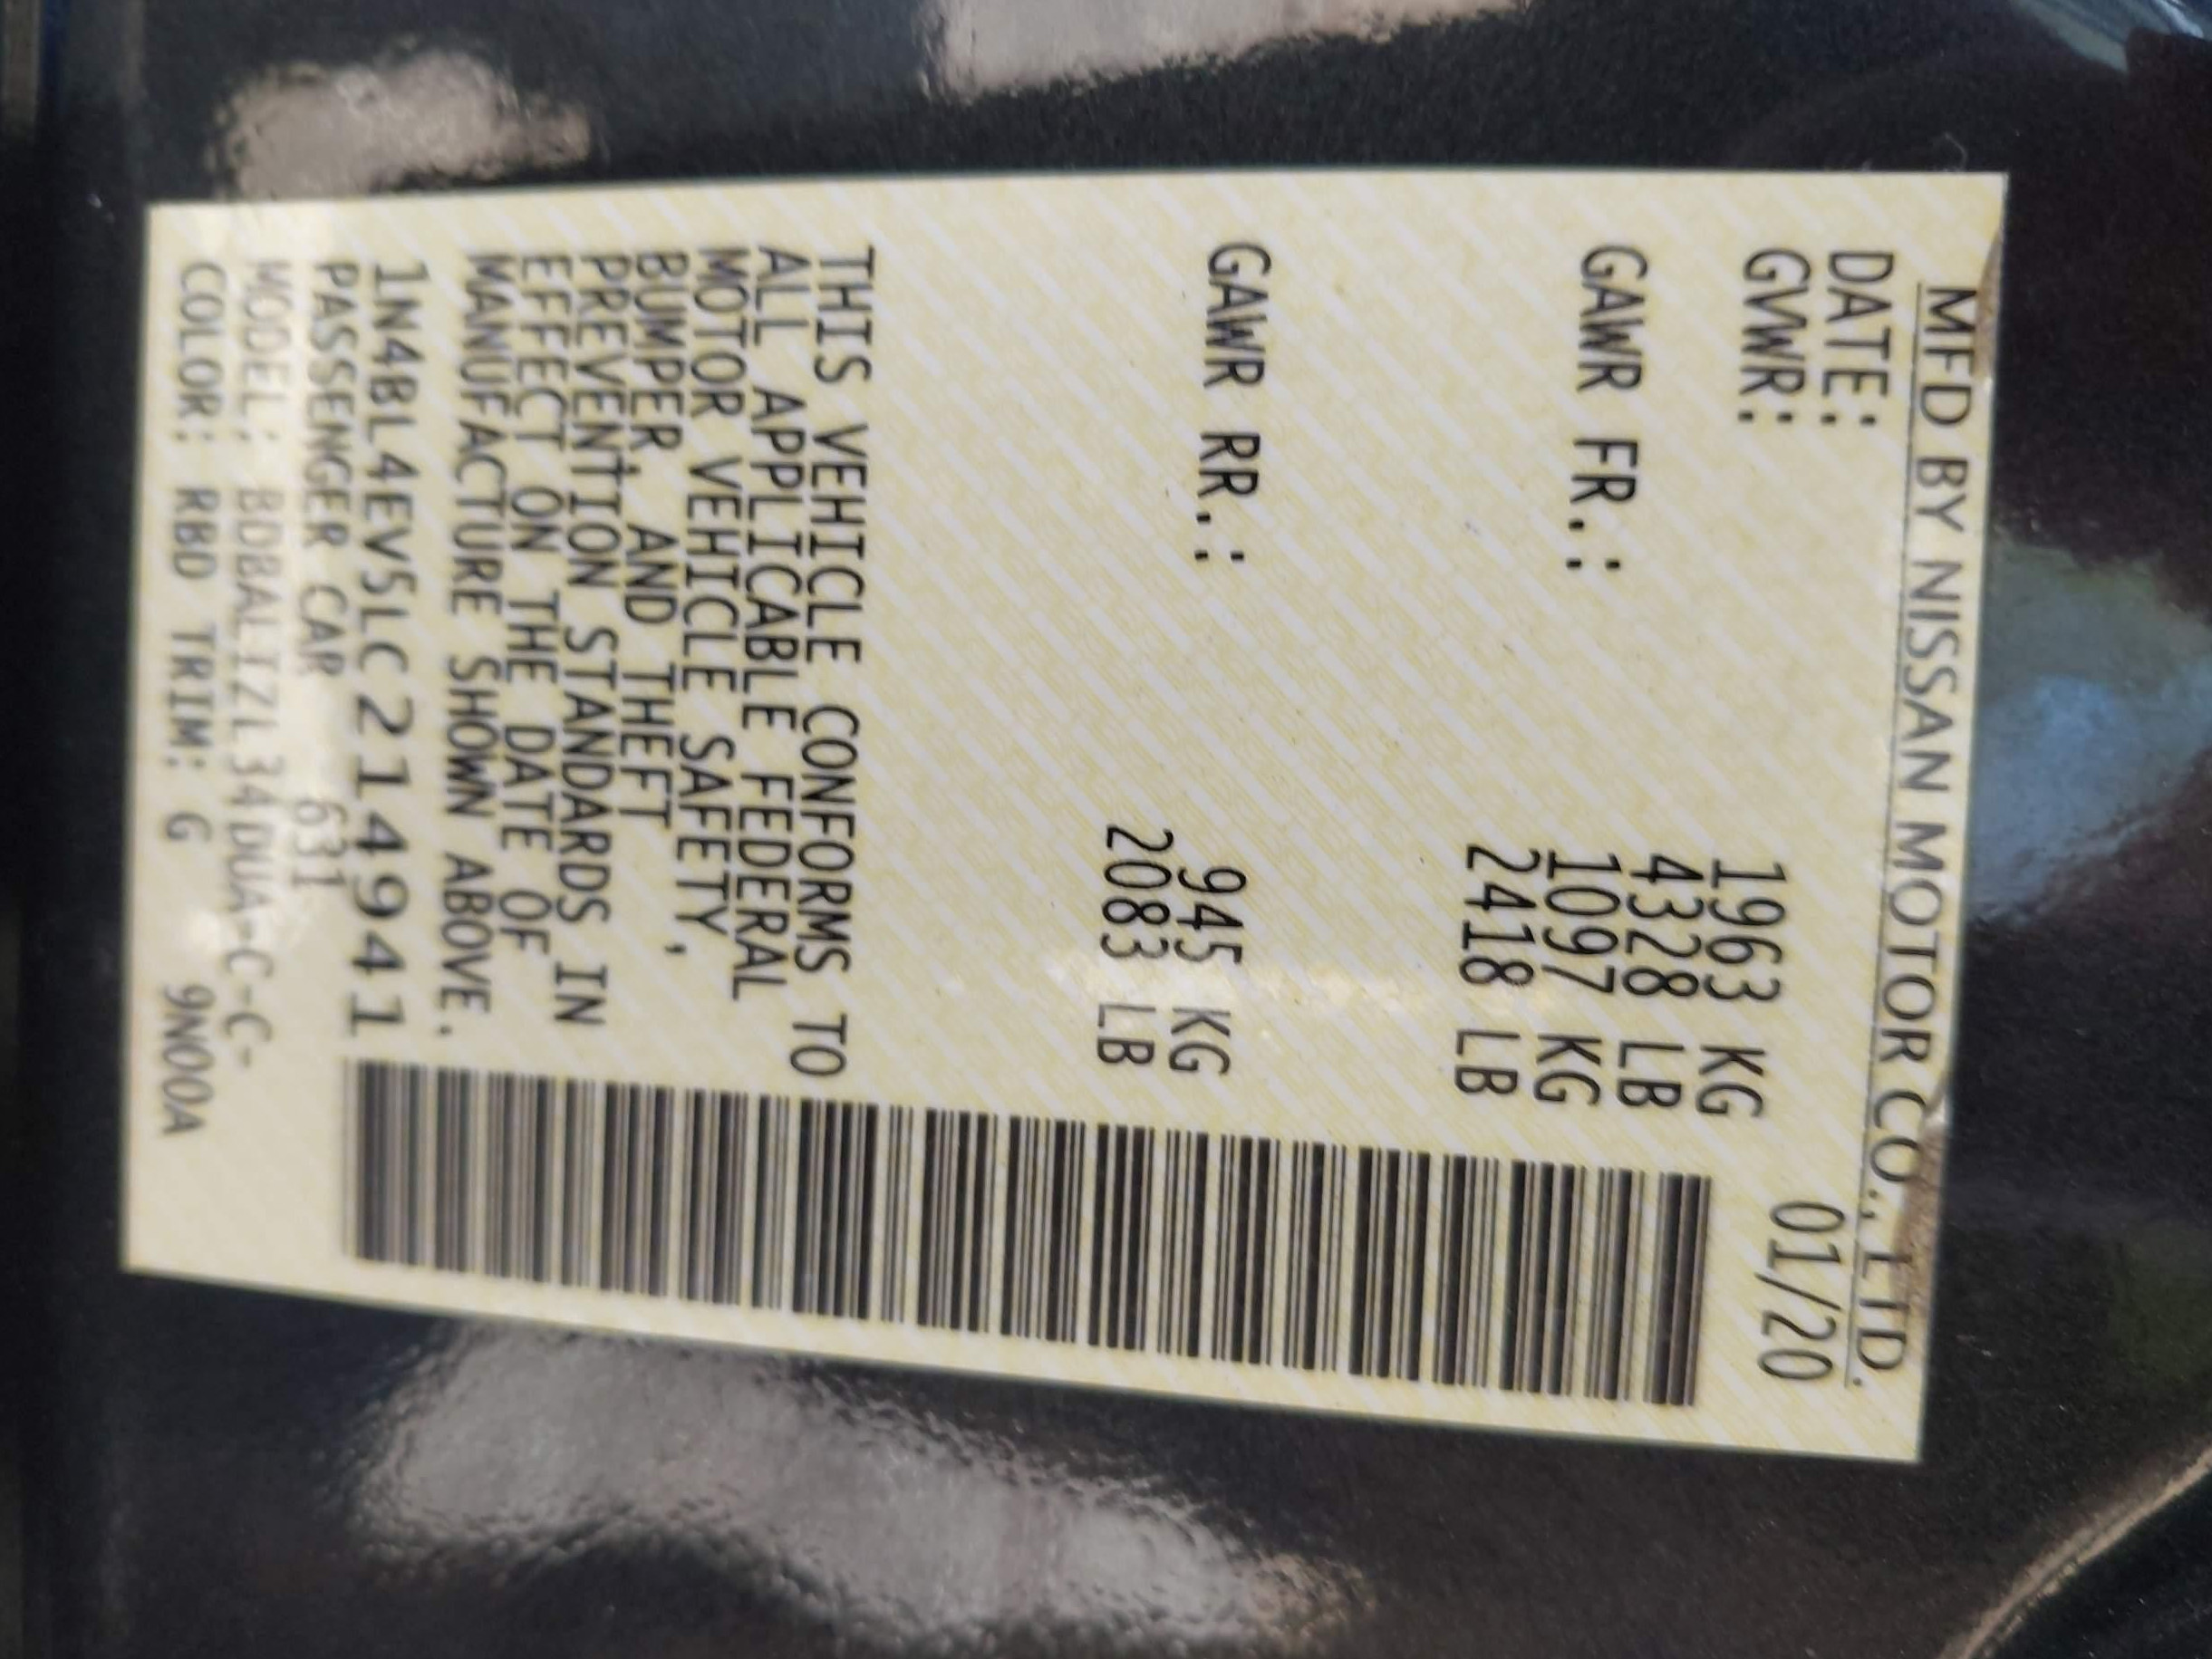 MFD BY NISSAN MOTOR CO., LTD.
DATE: 01/20
GVWR: 1963 KG
4328 LB
GAWR FR.: 1097 KG
2418 LB
GAWR RR.: 945 KG
2083 LB
THIS VEHICLE CONFORMS TO
ALL APPLICABLE FEDERAL
MOTOR VEHICLE SAFETY,
BUMPER, AND THEFT
PREVENTION STANDARDS IN
EFFECT ON THE DATE OF
MANUFACTURE SHOWN ABOVE.
1N4BL4EV5LC214941
PASSENGER CAR 6311
MODEL: BDBALIZL34DUA-C-C-
COLOR: RBD TRIM: G 9N00A